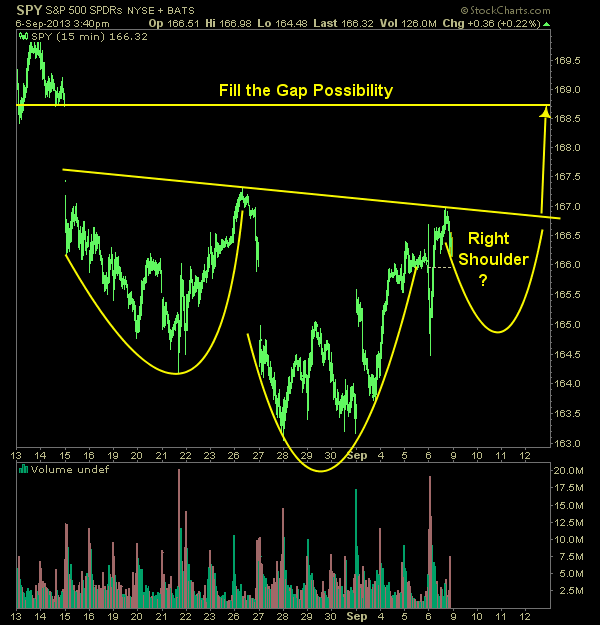 SPY S&P 500 SPDRs NYSE + BATS © StockCharts.com
6-Sep-2013 3:40pm Op 166.51 Hi 166.98 Lo 164.48 Last 166.32 Vol 126.0M Chg +0.36 (+0.22%)
SPY (15 min) 166.32
169.5
Fill the Gap Possibility
169.0
168.5
168.0
167.5
167.0
166.5
Right
Shoulder
?
166.0
165.5
165.0
164.5
164.0
163.5
163.0
13 14 15 16 19 20 21 22 23 26 27 28 29 30 Sep 4 5 6 9 10 11 12
Volume undef
20.0M
17.5M
15.0M
12.5M
10.0M
7.5M
5.0M
2.5M
13 14 15 16 19 20 21 22 23 26 27 28 29 30 Sep 4 5 6 9 10 11 12